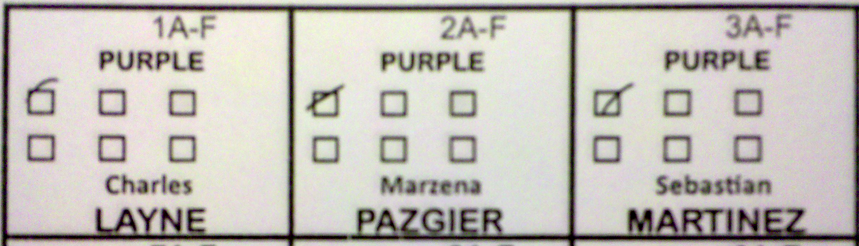 1A-F
PURPLE
Charles
LAYNE
2A-F
PURPLE
Marzena
PAZGIER
3A-F
PURPLE
Sebastian
MARTINEZ